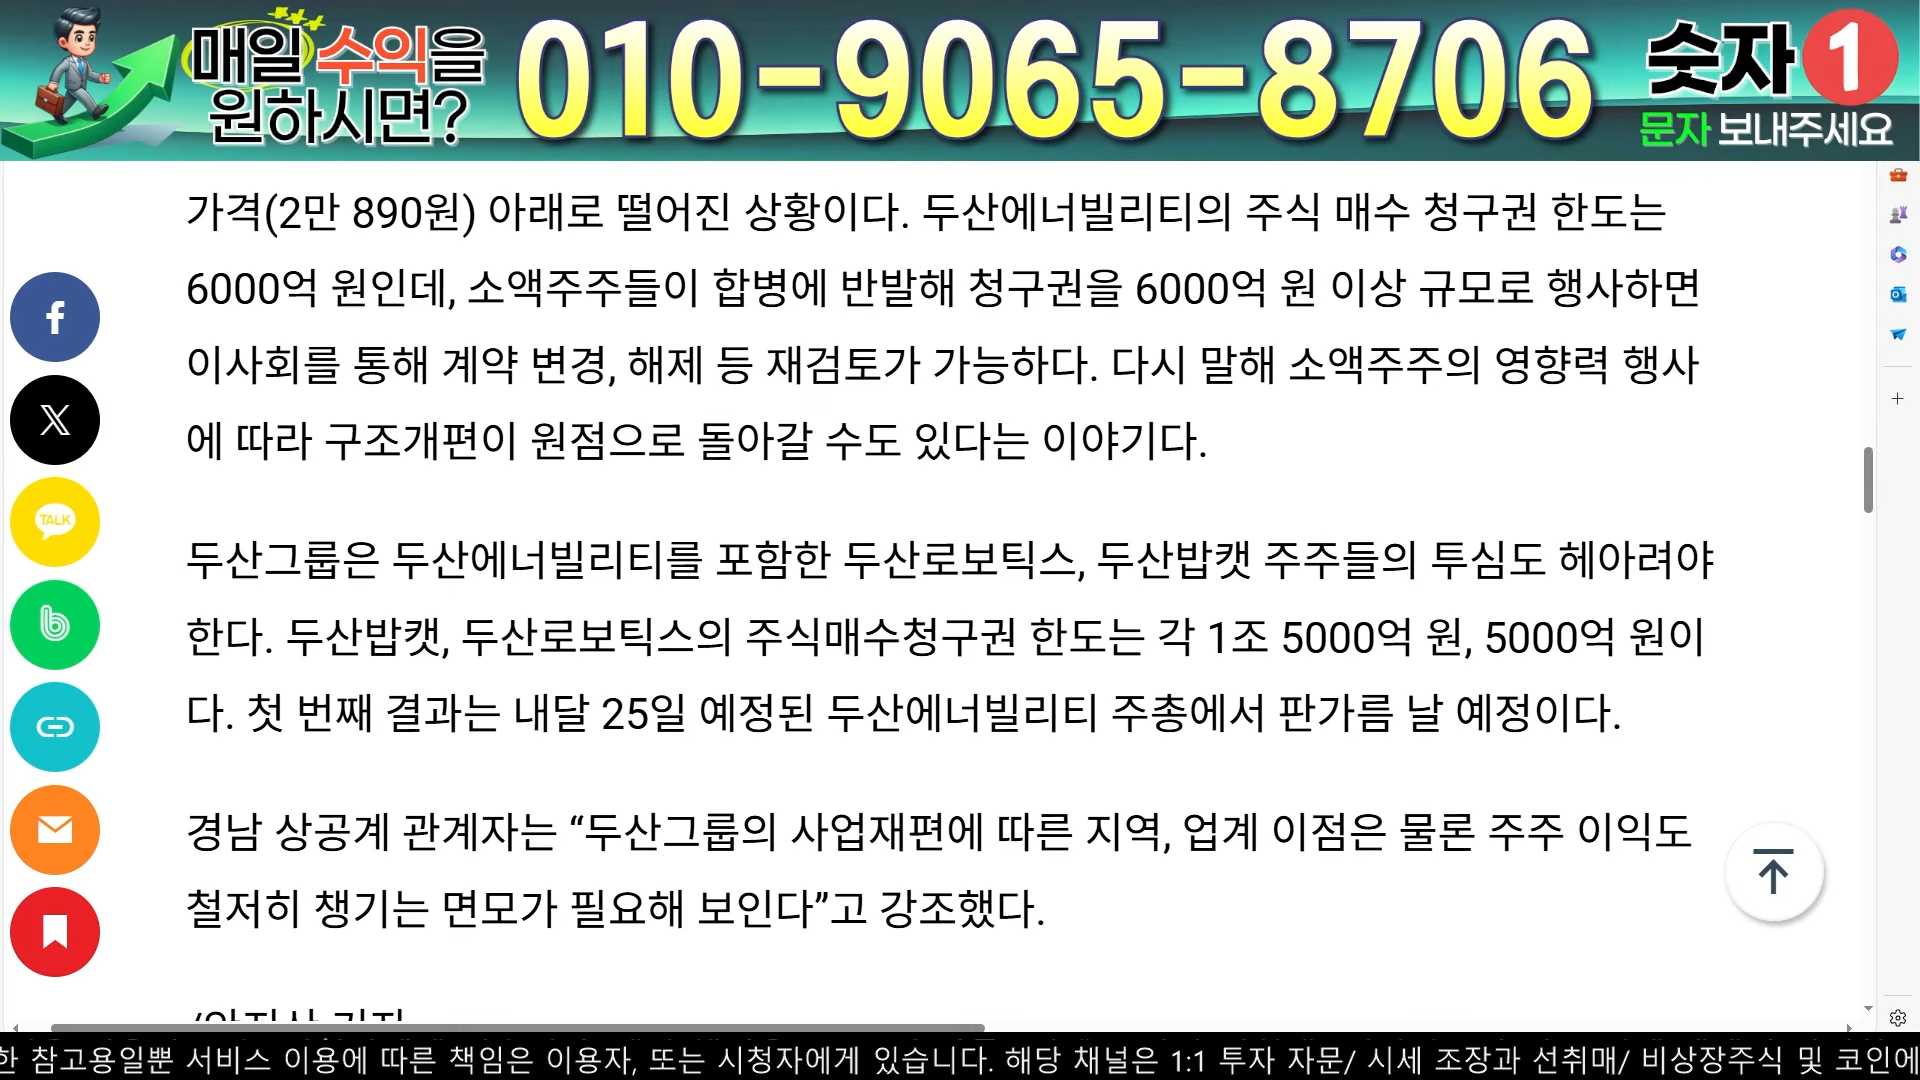 매일 수익을
원하시면?
010-9065-8706
숫자 1
문자 보내주세요
가격(2만 890원) 아래로 떨어진 상황이다. 두산에너빌리티의 주식 매수 청구권 한도는
6000억 원인데, 소액주주들이 합병에 반발해 청구권을 6000억 원 이상 규모로 행사하면
이사회를 통해 계약 변경, 해제 등 재검토가 가능하다. 다시 말해 소액주주의 영향력 행사
에 따라 구조개편이 원점으로 돌아갈 수도 있다는 이야기다.
TALK
두산그룹은 두산에너빌리티를 포함한 두산로보틱스, 두산밥캣 주주들의 투심도 헤아려야
한다. 두산밥캣, 두산로보틱스의 주식매수청구권 한도는 각 1조 5000억 원, 5000억 원이
다. 첫 번째 결과는 내달 25일 예정된 두산에너빌리티 주총에서 판가름 날 예정이다.
경남 상공계 관계자는 “두산그룹의 사업재편에 따른 지역, 업계 이점은 물론 주주 이익도
철저히 챙기는 면모가 필요해 보인다”고 강조했다.
한 참고용일뿐 서비스 이용에 따른 책임은 이용자, 또는 시청자에게 있습니다. 해당 채널은 1:1 투자 자문/ 시세 조장과 선취매/ 비상장주식 및 코인에